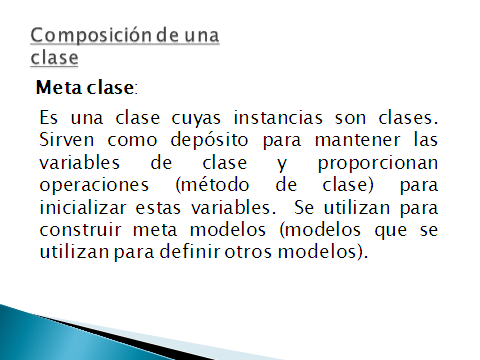 Composición de una
clase
Meta clase:
Es una clase cuyas instancias son clases.
Sirven como depósito para mantener las
variables de clase y proporcionan
operaciones (método de clase) para
inicializar estas variables. Se utilizan para
construir meta modelos (modelos que se
utilizan para definir otros modelos).